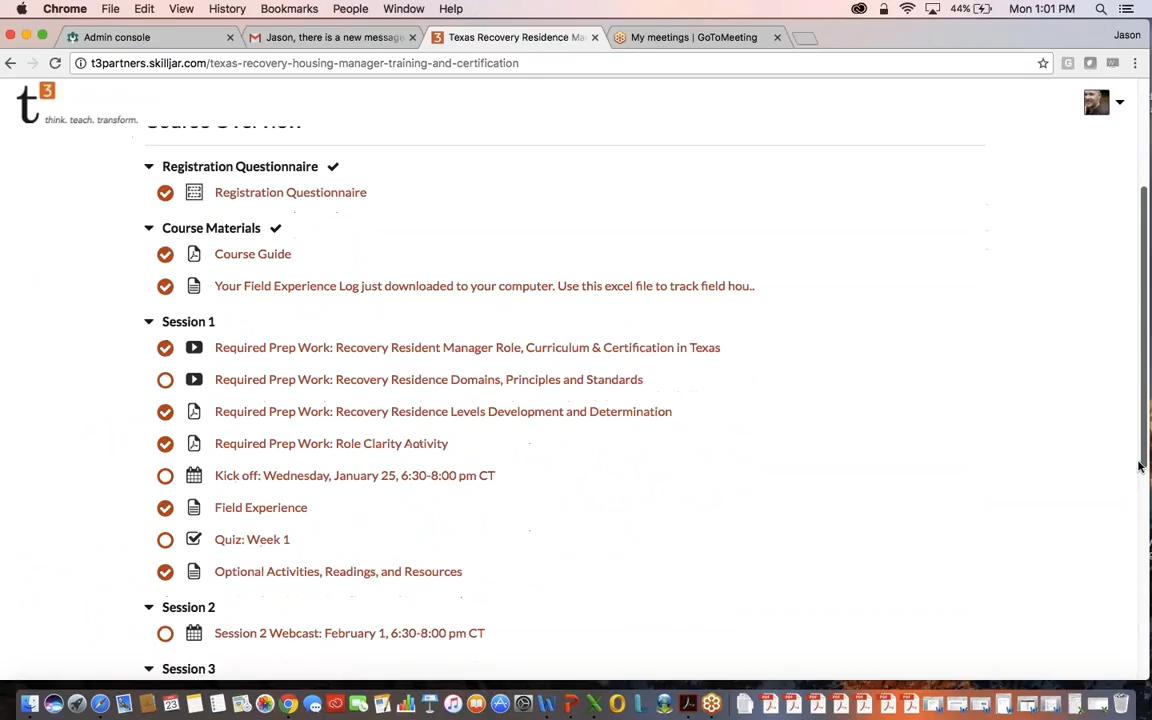 Chrome File Edit View History Bookmarks People Window Help 44% Mon 1:01 PM
Admin console
Jason, there is a new message
Texas Recovery Residence Ma
My meetings | GoToMeeting
Jason
t3partners.skilljar.com/texas-recovery-housing-manager-training-and-certification
t3
think. teach. transform.
Course Overview
Registration Questionnaire
Registration Questionnaire
Course Materials
Course Guide
Your Field Experience Log just downloaded to your computer. Use this excel file to track field hou..
Session 1
Required Prep Work: Recovery Resident Manager Role, Curriculum & Certification in Texas
Required Prep Work: Recovery Residence Domains, Principles and Standards
Required Prep Work: Recovery Residence Levels Development and Determination
Required Prep Work: Role Clarity Activity
Kick off: Wednesday, January 25, 6:30-8:00 pm CT
Field Experience
Quiz: Week 1
Optional Activities, Readings, and Resources
Session 2
Session 2 Webcast: February 1, 6:30-8:00 pm CT
Session 3
23